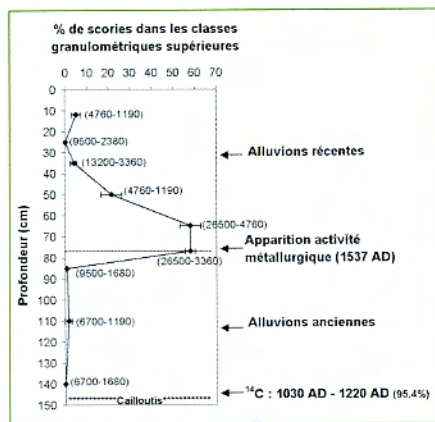 % de scories dans les classes
granulométriques supérieures
0 10 20 30 40 50 60 70
Profondeur (cm)
0
10
20
30
40
50
60
70
80
90
100
110
120
130
140
150
(4760-1190)
(9500-2380)
(13200-3360)
(4760-1190)
(26500-4760)
(26500-3360)
(9500-1680)
(6700-1190)
(6700-1680)
Cailloutis
Alluvions récentes
Apparition activité
métallurgique (1537 AD)
Alluvions anciennes
¹⁴C : 1030 AD - 1220 AD (95,4%)